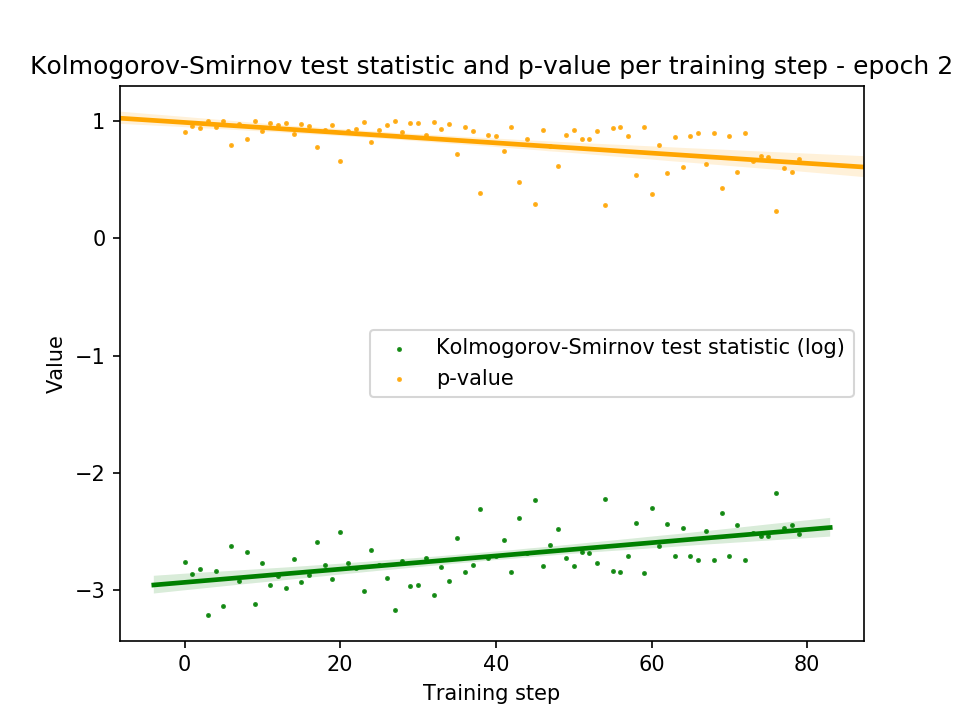 Kolmogorov-Smirnov test statistic and p-value per training step - epoch 2
1
0
−1
−2
−3
Value
Kolmogorov-Smirnov test statistic (log)
p-value
0 20 40 60 80
Training step